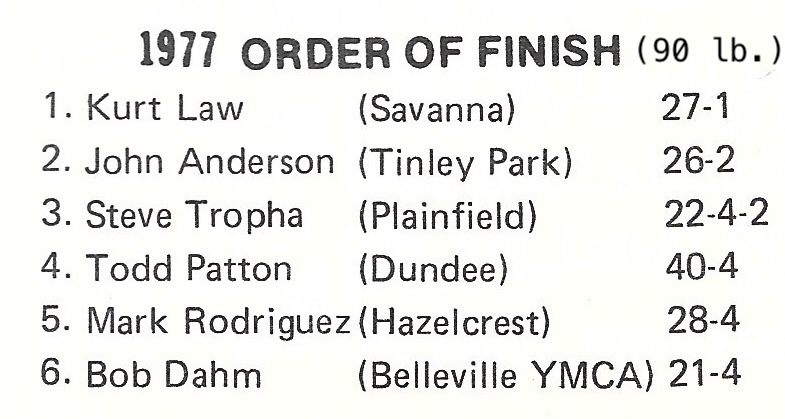 1977 ORDER OF FINISH (90 lb.)
1. Kurt Law (Savanna) 27-1
2. John Anderson (Tinley Park) 26-2
3. Steve Tropha (Plainfield) 22-4-2
4. Todd Patton (Dundee) 40-4
5. Mark Rodriguez (Hazelcrest) 28-4
6. Bob Dahm (Belleville YMCA) 21-4